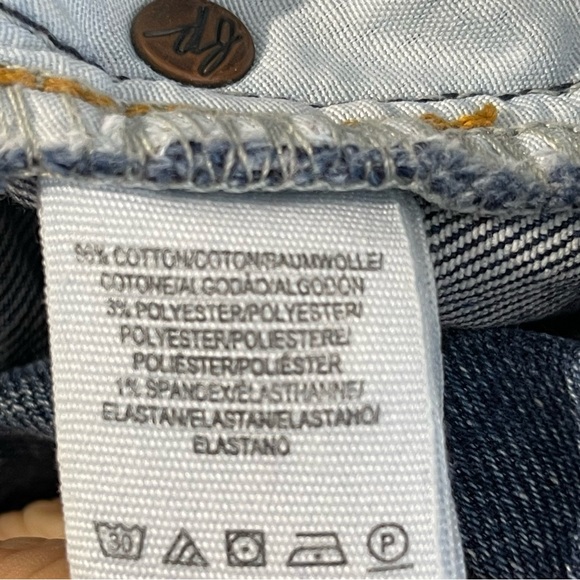 96% COTTON/COTON/BAUMWOLLE/
COTONE/ALGODÃO/ALGODÓN
3% POLYESTER/POLYESTER/
POLYESTER/POLIESTERE/
POLIÉSTER/POLIÉSTER
1% SPANDEX/ÉLASTHANNE/
ELASTAN/ELASTAN/ELASTANO/
ELASTANO
30 P